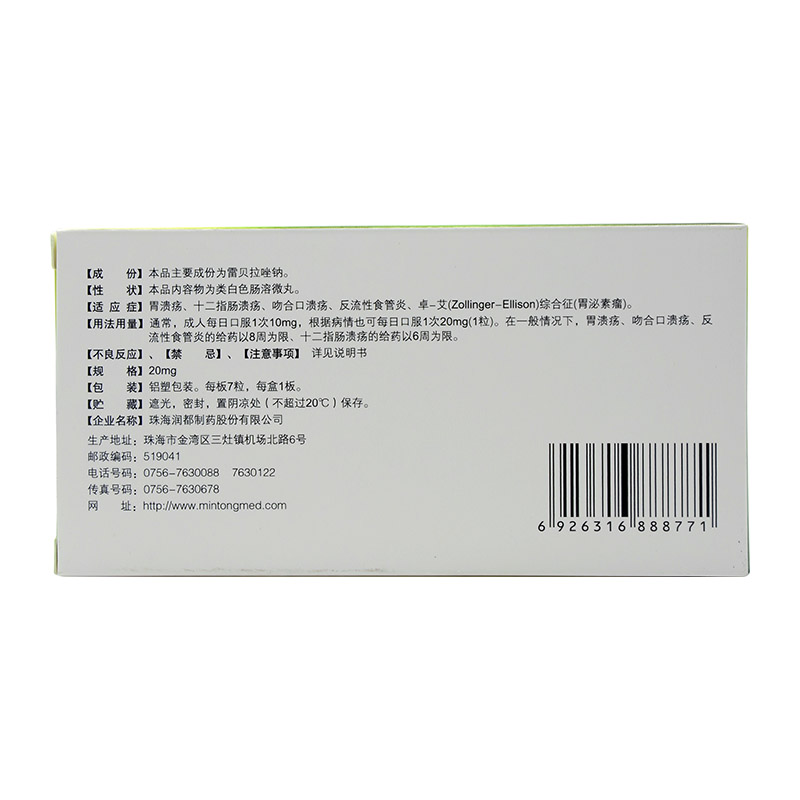 【成　份】本品主要成份为雷贝拉唑钠。
【性　状】本品内容物为类白色肠溶微丸。
【适应症】胃溃疡、十二指肠溃疡、吻合口溃疡、反流性食管炎、卓-艾(Zollinger-Ellison)综合征(胃泌素瘤)。
【用法用量】通常，成人每日口服1次10mg，根据病情也可每日口服1次20mg(1粒)。在一般情况下，胃溃疡、吻合口溃疡、反
流性食管炎的给药以8周为限、十二指肠溃疡的给药以6周为限。
【不良反应】、【禁　忌】、【注意事项】　详见说明书
【规　格】20mg
【包　装】铝塑包装。每板7粒，每盒1板。
【贮　藏】遮光，密封，置阴凉处（不超过20℃）保存。
【企业名称】珠海润都制药股份有限公司
生产地址：珠海市金湾区三灶镇机场北路6号
邮政编码：519041
电话号码：0756-7630088　7630122
传真号码：0756-7630678
网　　址：http://www.mintongmed.com
6 926316 888771